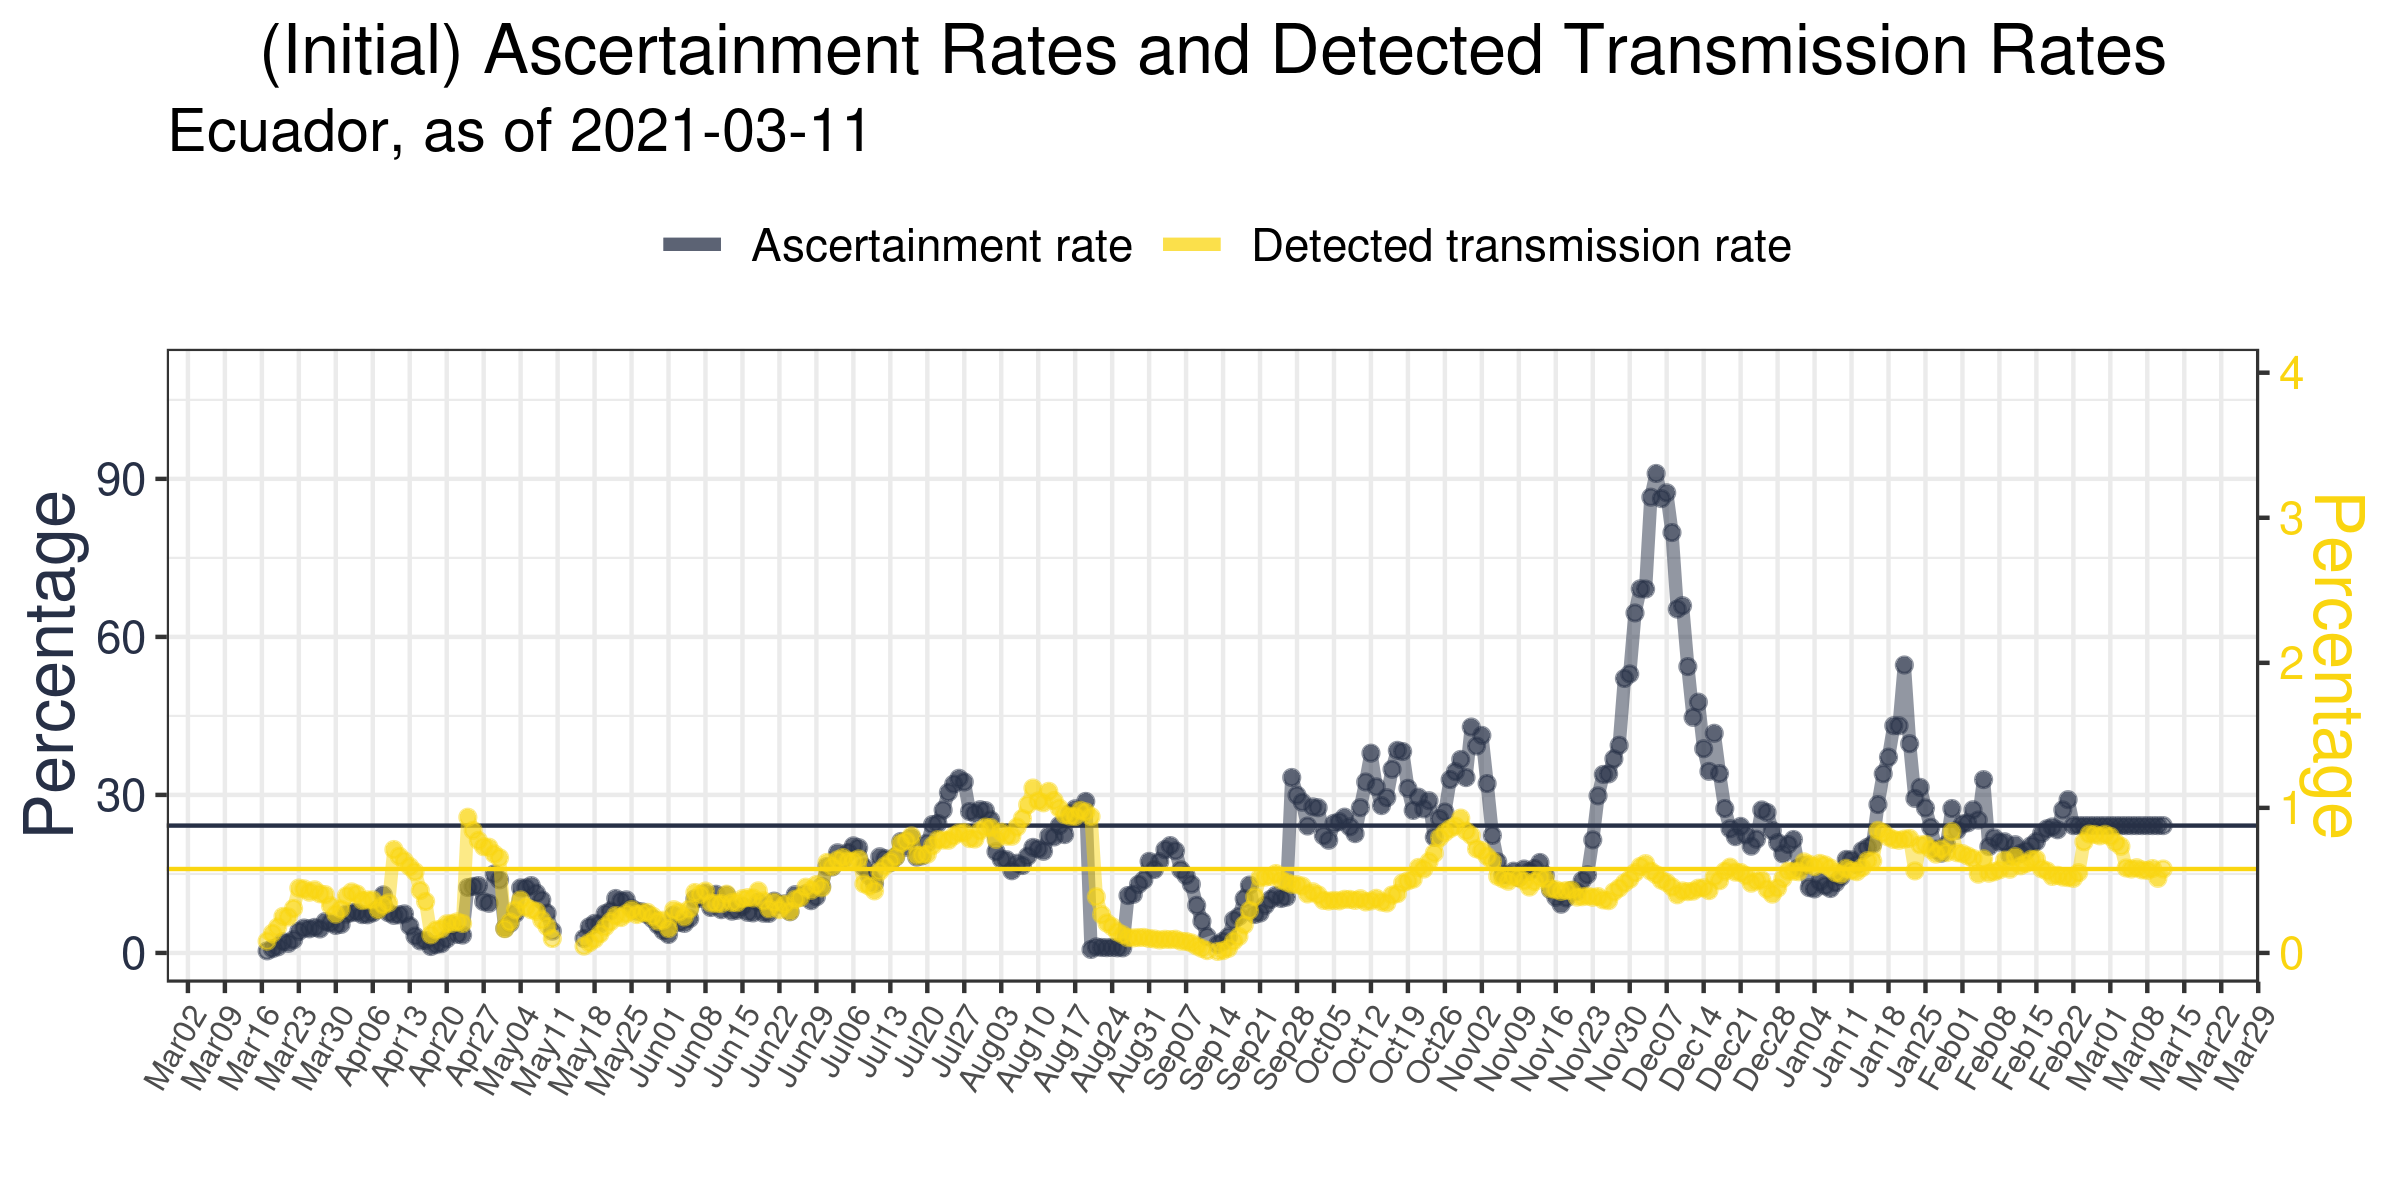 (Initial) Ascertainment Rates and Detected Transmission Rates
Ecuador, as of 2021-03-11
Ascertainment rate
Detected transmission rate
Percentage
90
60
30
0
4
3
2
1
0
Percentage
Mar02
Mar09
Mar16
Mar23
Mar30
Apr06
Apr13
Apr20
Apr27
May04
May11
May18
May25
Jun01
Jun08
Jun15
Jun22
Jun29
Jul06
Jul13
Jul20
Jul27
Aug03
Aug10
Aug17
Aug24
Aug31
Sep07
Sep14
Sep21
Sep28
Oct05
Oct12
Oct19
Oct26
Nov02
Nov09
Nov16
Nov23
Nov30
Dec07
Dec14
Dec21
Dec28
Jan04
Jan11
Jan18
Jan25
Feb01
Feb08
Feb15
Feb22
Mar01
Mar08
Mar15
Mar22
Mar29